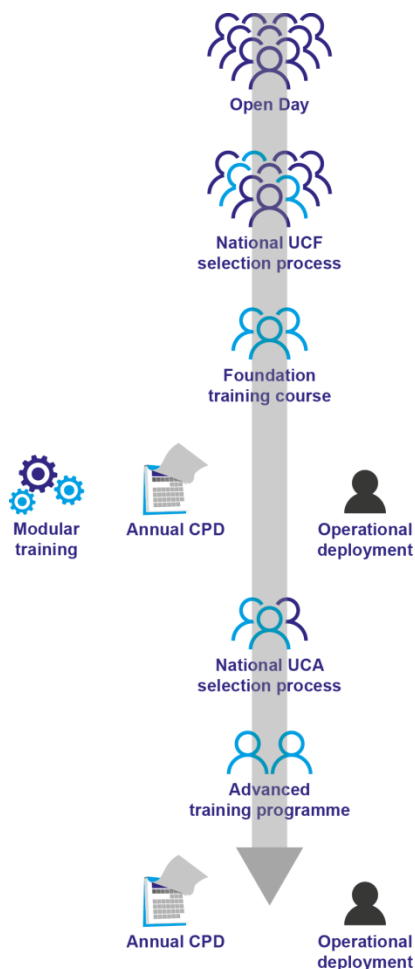 Open Day
National UCF
selection process
Foundation
training course
Modular
training
Annual CPD
Operational
deployment
National UCA
selection process
Advanced
training programme
Annual CPD
Operational
deployment